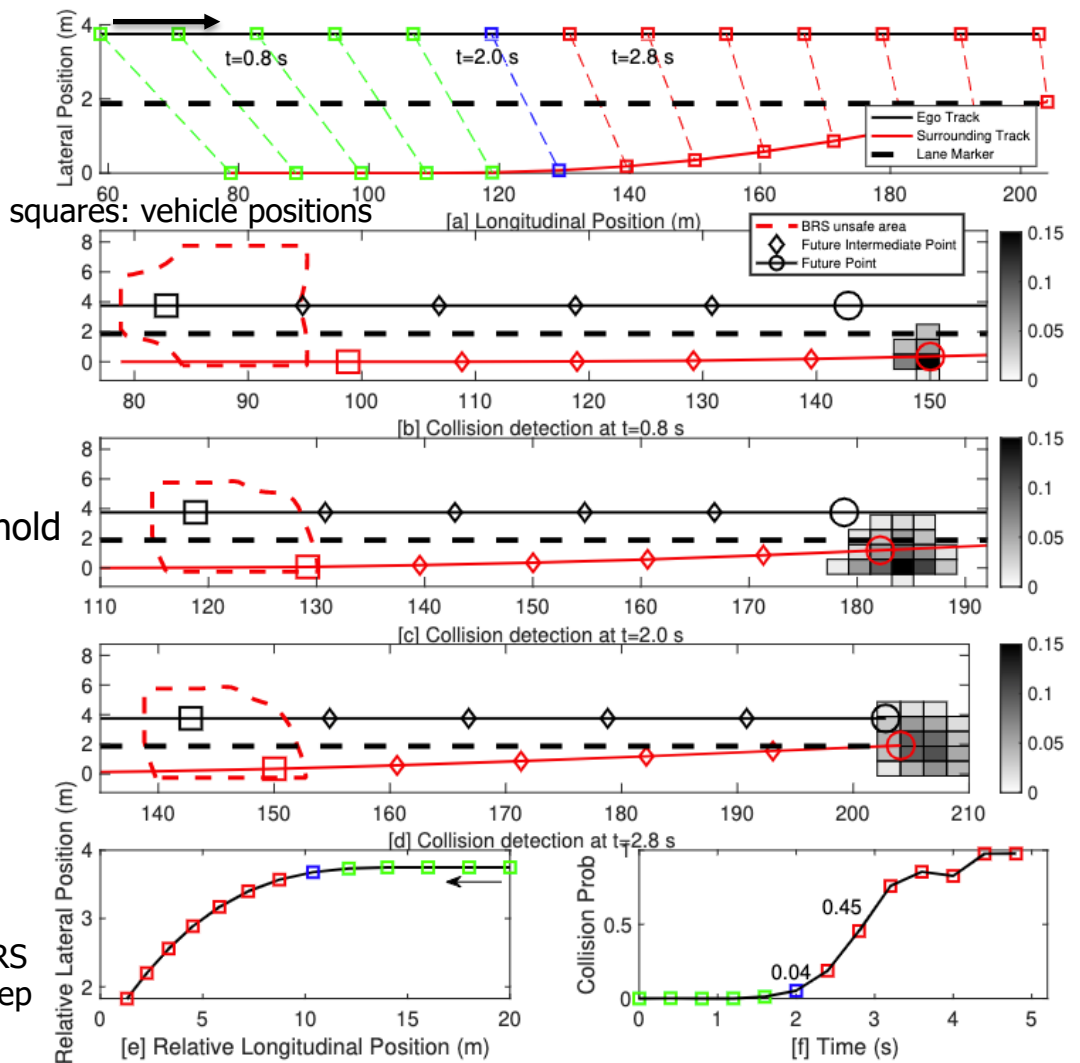 4
2
0
Lateral Position (m)
t=0.8 s
t=2.0 s
t=2.8 s
Ego Track
Surrounding Track
Lane Marker
60 80 100 120 140 160 180 200
[a] Longitudinal Position (m)
squares: vehicle positions
BRS unsafe area
Future Intermediate Point
Future Point
8
6
4
2
0
80 90 100 110 120 130 140 150
0.15
0.1
0.05
0
[b] Collision detection at t=0.8 s
8
6
4
2
0
110 120 130 140 150 160 170 180 190
0.15
0.1
0.05
0
nold
[c] Collision detection at t=2.0 s
8
6
4
2
0
140 150 160 170 180 190 200 210
0.15
0.1
0.05
0
[d] Collision detection at t=2.8 s
Relative Lateral Position (m)
4
3
2
0 5 10 15 20
[e] Relative Longitudinal Position (m)
RS
ep
Collision Prob
1
0.5
0
0.45
0.04
0 1 2 3 4 5
[f] Time (s)